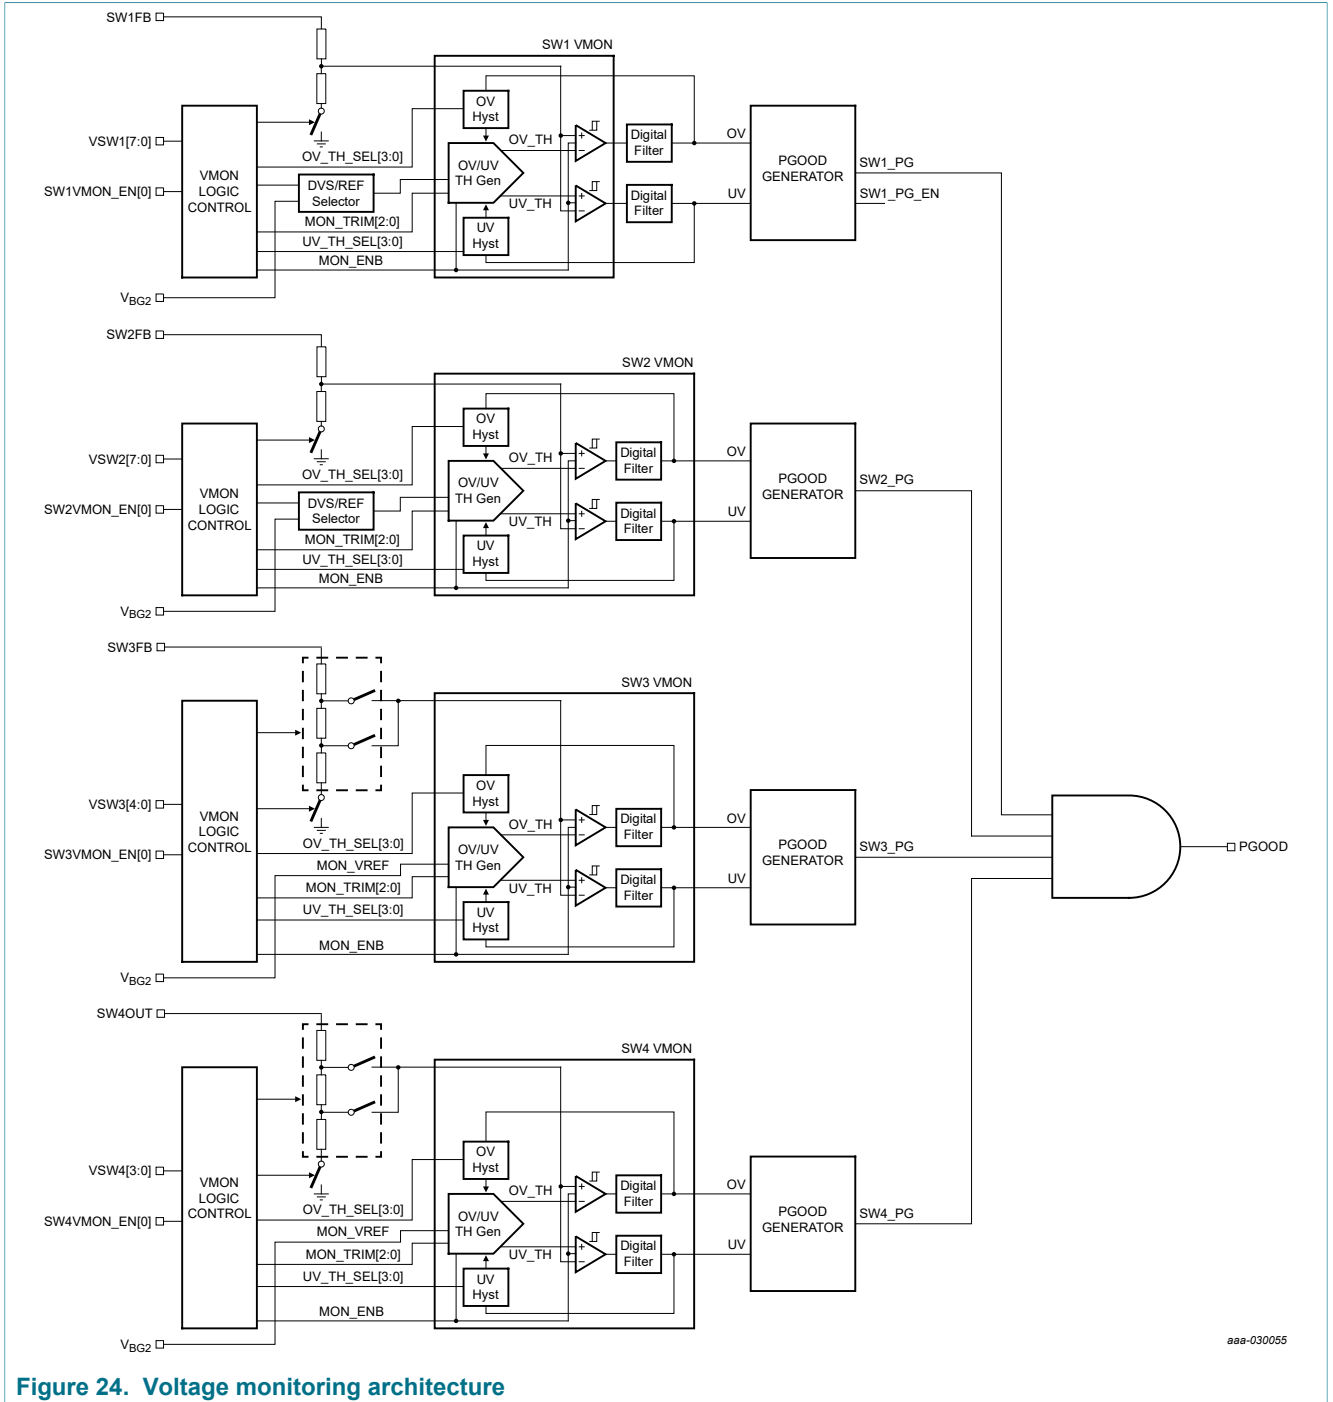 SW1FB
SW1 VMON
VSW1[7:0]
SW1VMON_EN[0]
VMON
LOGIC
CONTROL
OV_TH_SEL[3:0]
DVS/REF
Selector
MON_TRIM[2:0]
UV_TH_SEL[3:0]
MON_ENB
VBG2
OV
Hyst
OV/UV
TH Gen
UV
Hyst
OV_TH
UV_TH
+
−
+
−
Digital
Filter
Digital
Filter
OV
UV
PGOOD
GENERATOR
SW1_PG
SW1_PG_EN
SW2FB
SW2 VMON
VSW2[7:0]
SW2VMON_EN[0]
VMON
LOGIC
CONTROL
OV_TH_SEL[3:0]
DVS/REF
Selector
MON_TRIM[2:0]
UV_TH_SEL[3:0]
MON_ENB
VBG2
OV
Hyst
OV/UV
TH Gen
UV
Hyst
OV_TH
UV_TH
+
−
+
−
Digital
Filter
Digital
Filter
OV
UV
PGOOD
GENERATOR
SW2_PG
SW3FB
SW3 VMON
VSW3[4:0]
SW3VMON_EN[0]
VMON
LOGIC
CONTROL
OV_TH_SEL[3:0]
MON_VREF
MON_TRIM[2:0]
UV_TH_SEL[3:0]
MON_ENB
VBG2
OV
Hyst
OV/UV
TH Gen
UV
Hyst
OV_TH
UV_TH
+
−
+
−
Digital
Filter
Digital
Filter
OV
UV
PGOOD
GENERATOR
SW3_PG
PGOOD
SW4OUT
SW4 VMON
VSW4[3:0]
SW4VMON_EN[0]
VMON
LOGIC
CONTROL
OV_TH_SEL[3:0]
MON_VREF
MON_TRIM[2:0]
UV_TH_SEL[3:0]
MON_ENB
VBG2
OV
Hyst
OV/UV
TH Gen
UV
Hyst
OV_TH
UV_TH
+
−
+
−
Digital
Filter
Digital
Filter
OV
UV
PGOOD
GENERATOR
SW4_PG
aaa-030055
Figure 24. Voltage monitoring architecture